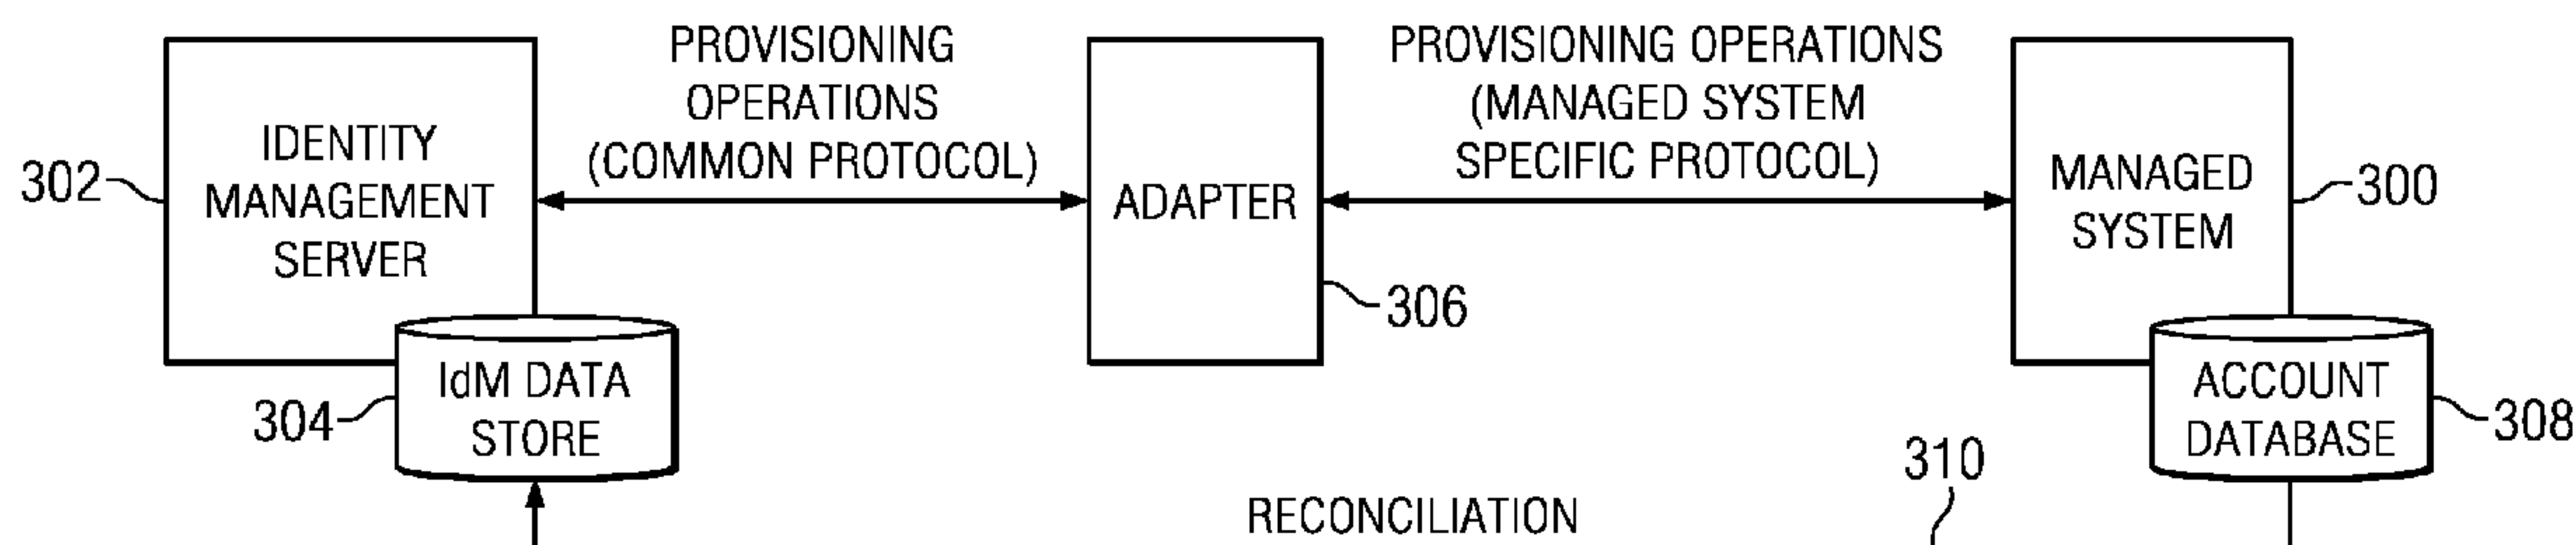 PROVISIONING
OPERATIONS
(COMMON PROTOCOL)
PROVISIONING OPERATIONS
(MANAGED SYSTEM
SPECIFIC PROTOCOL)
302
IDENTITY
MANAGEMENT
SERVER
ADAPTER
MANAGED
SYSTEM
300
306
304
IdM DATA
STORE
ACCOUNT
DATABASE
308
310
RECONCILIATION